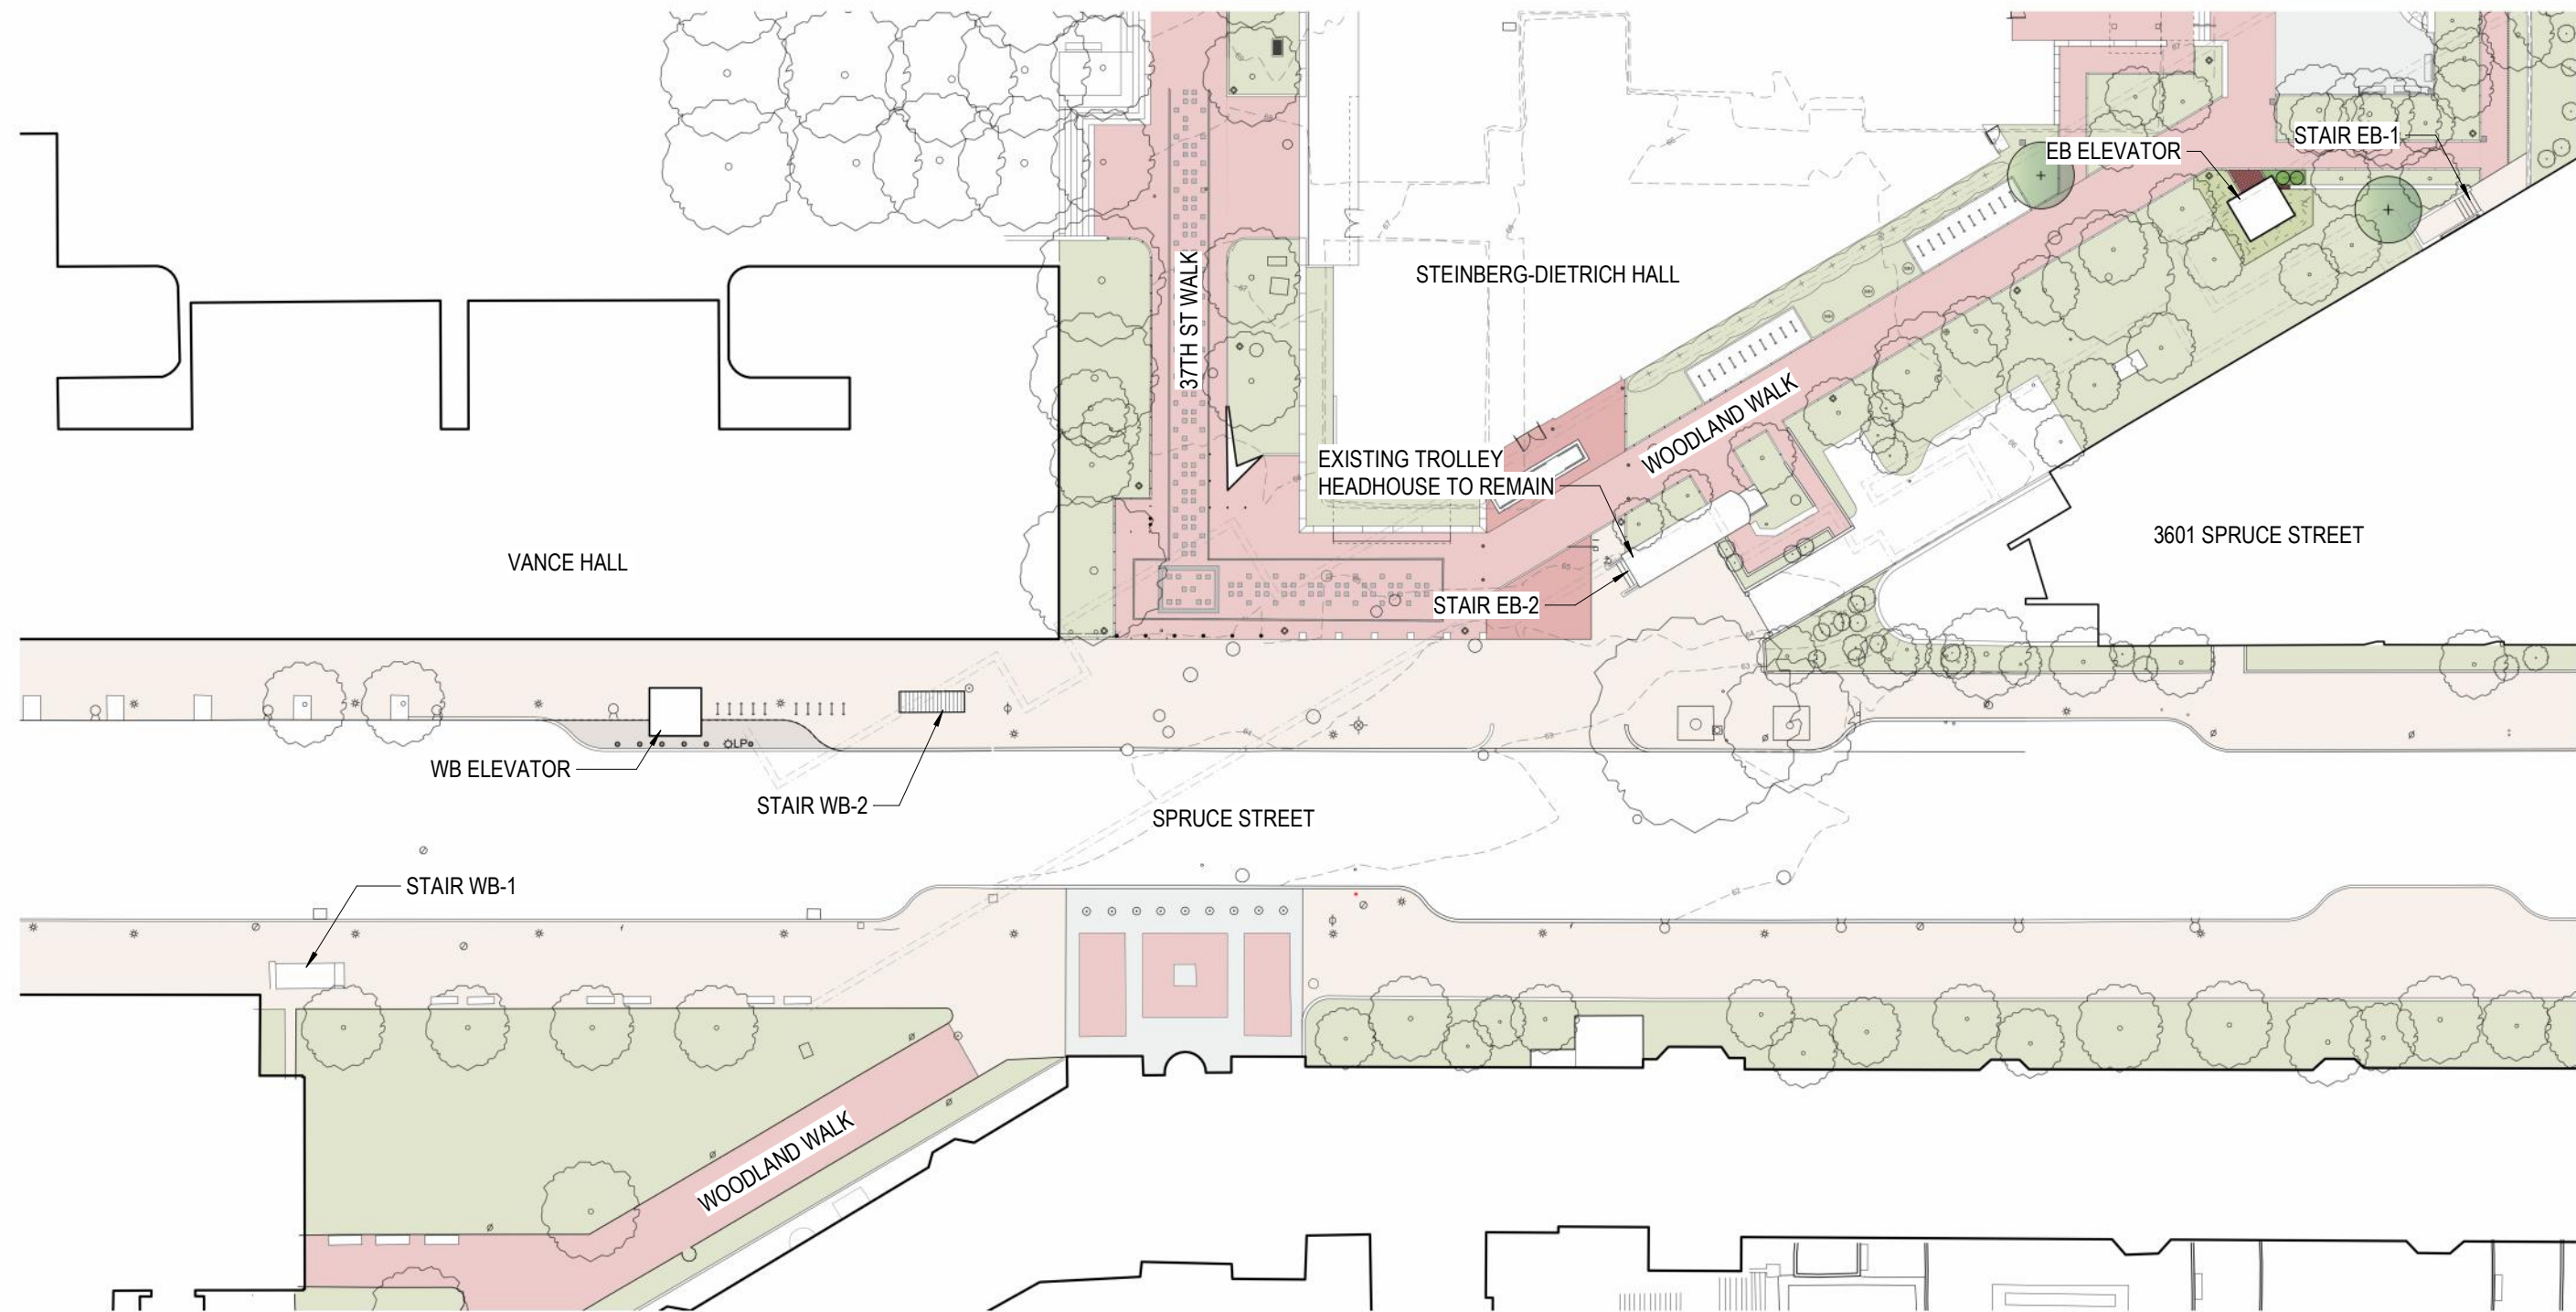 STAIR EB-1
EB ELEVATOR
37TH ST WALK
STEINBERG-DIETRICH HALL
WOODLAND WALK
EXISTING TROLLEY
HEADHOUSE TO REMAIN
3601 SPRUCE STREET
VANCE HALL
STAIR EB-2
LP
WB ELEVATOR
STAIR WB-2
SPRUCE STREET
STAIR WB-1
WOODLAND WALK